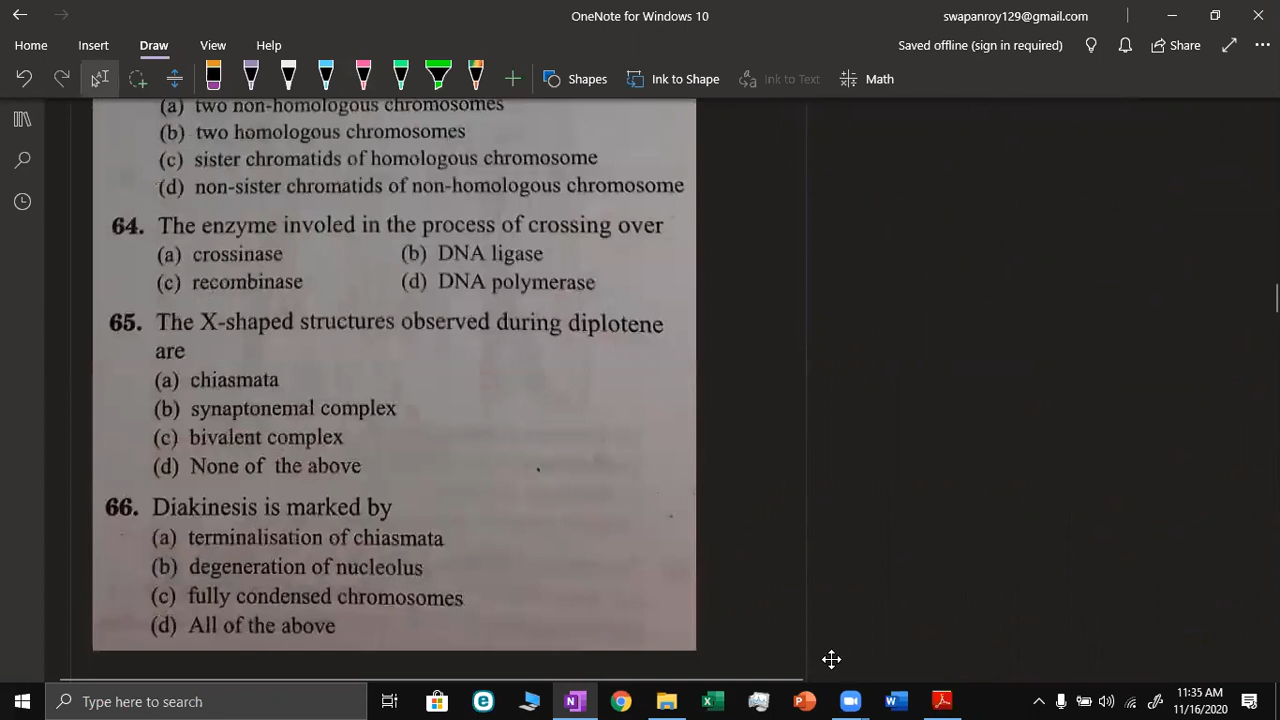 OneNote for Windows 10
swapanroy129@gmail.com
Home Insert Draw View Help
Saved offline (sign in required)
Share
Shapes
Ink to Shape
Ink to Text
Math
(a) two non-homologous chromosomes
(b) two homologous chromosomes
(c) sister chromatids of homologous chromosome
(d) non-sister chromatids of non-homologous chromosome
64. The enzyme involed in the process of crossing over
(a) crossinase (b) DNA ligase
(c) recombinase (d) DNA polymerase
65. The X-shaped structures observed during diplotene
are
(a) chiasmata
(b) synaptonemal complex
(c) bivalent complex
(d) None of the above
66. Diakinesis is marked by
(a) terminalisation of chiasmata
(b) degeneration of nucleolus
(c) fully condensed chromosomes
(d) All of the above
Type here to search
11:35 AM
11/16/2020